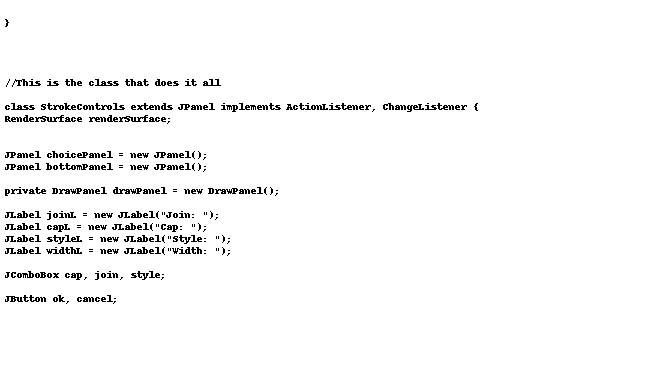 }
//This is the class that does it all
class StrokeControls extends JPanel implements ActionListener, ChangeListener {
RenderSurface renderSurface;
JPanel choicePanel = new JPanel();
JPanel bottomPanel = new JPanel();
private DrawPanel drawPanel = new DrawPanel();
JLabel joinL = new JLabel("Join: ");
JLabel capL = new JLabel("Cap: ");
JLabel styleL = new JLabel("Style: ");
JLabel widthL = new JLabel("Width: ");
JComboBox cap, join, style;
JButton ok, cancel;